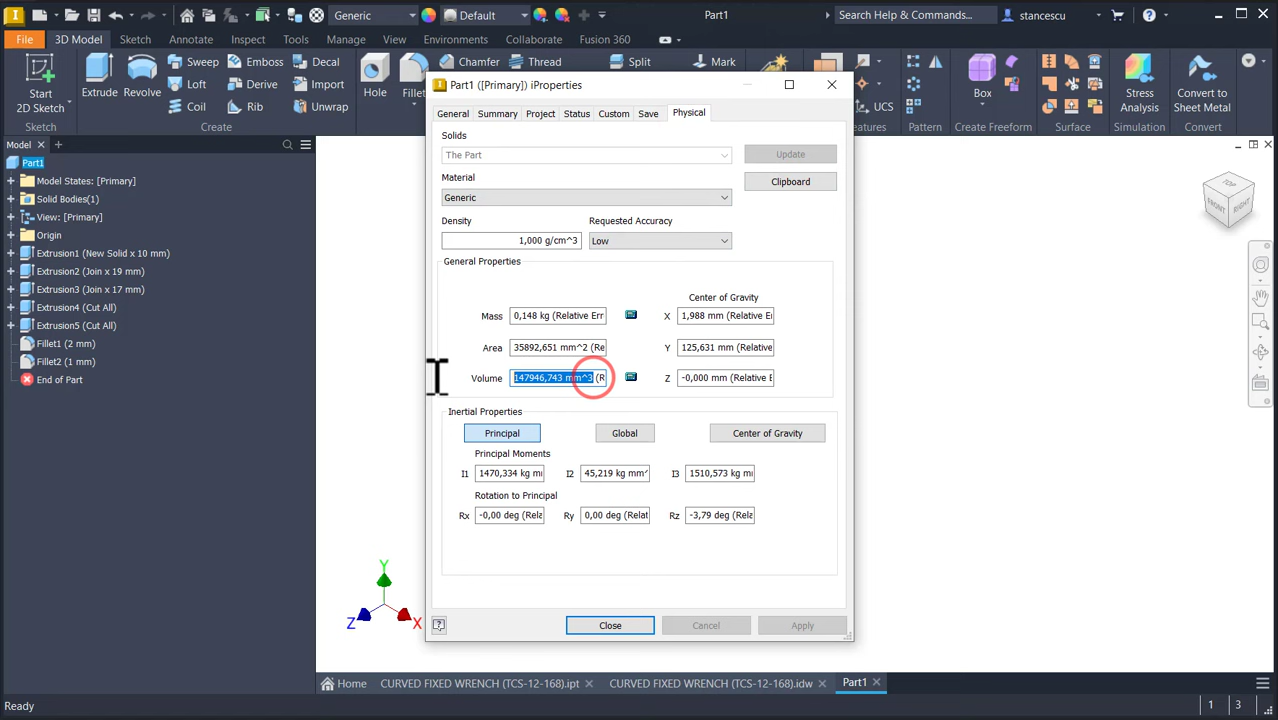 Generic
Default
Part1
Search Help & Commands...
stancescu
File
3D Model
Sketch
Annotate
Inspect
Tools
Manage
View
Environments
Collaborate
Fusion 360
Start
2D Sketch
Extrude
Revolve
Sweep
Loft
Coil
Emboss
Derive
Rib
Decal
Import
Unwrap
Hole
Fillet
Chamfer
Thread
Split
Mark
UCS
Box
Stress
Analysis
Convert to
Sheet Metal
Sketch
Create
eatures
Pattern
Create Freeform
Surface
Simulation
Convert
Model
Part1
Model States: [Primary]
Solid Bodies(1)
View: [Primary]
Origin
Extrusion1 (New Solid x 10 mm)
Extrusion2 (Join x 19 mm)
Extrusion3 (Join x 17 mm)
Extrusion4 (Cut All)
Extrusion5 (Cut All)
Fillet1 (2 mm)
Fillet2 (1 mm)
End of Part
Part1 ([Primary]) iProperties
General
Summary
Project
Status
Custom
Save
Physical
Solids
The Part
Update
Material
Clipboard
Generic
Density
Requested Accuracy
1,000 g/cm^3
Low
General Properties
Center of Gravity
Mass
0,148 kg (Relative Err
X
1,988 mm (Relative Er
Area
35892,651 mm^2 (Re
Y
125,631 mm (Relative
Volume
147946,743 mm^3 (R
Z
-0,000 mm (Relative E
Inertial Properties
Principal
Global
Center of Gravity
Principal Moments
I1
1470,334 kg m
I2
45,219 kg mm^
I3
1510,573 kg m
Rotation to Principal
Rx
-0,00 deg (Rela
Ry
0,00 deg (Relat
Rz
-3,79 deg (Rela
Close
Cancel
Apply
TOP
FRONT
RIGHT
Y
Z
X
Home
CURVED FIXED WRENCH (TCS-12-168).ipt
CURVED FIXED WRENCH (TCS-12-168).idw
Part1
Ready
1
3